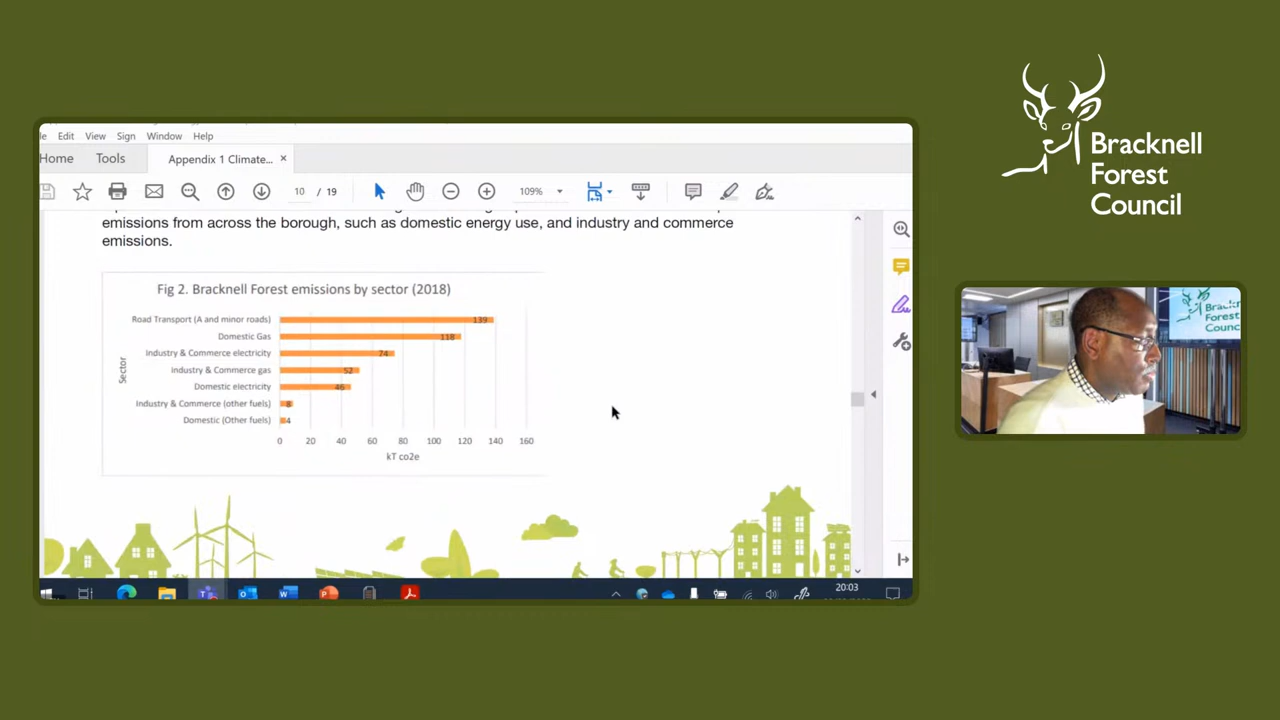 Edit View Sign Window Help
Home Tools Appendix 1 Climate... ×
10 / 19 109%
emissions from across the borough, such as domestic energy use, and industry and commerce
emissions.
Fig 2. Bracknell Forest emissions by sector (2018)
Sector
Road Transport (A and minor roads) 139
Domestic Gas 118
Industry & Commerce electricity 74
Industry & Commerce gas 52
Domestic electricity 46
Industry & Commerce (other fuels) 8
Domestic (Other fuels) 4
0 20 40 60 80 100 120 140 160
kT co2e
20:03
Bracknell
Forest
Council
Brackn
Forest
Counc